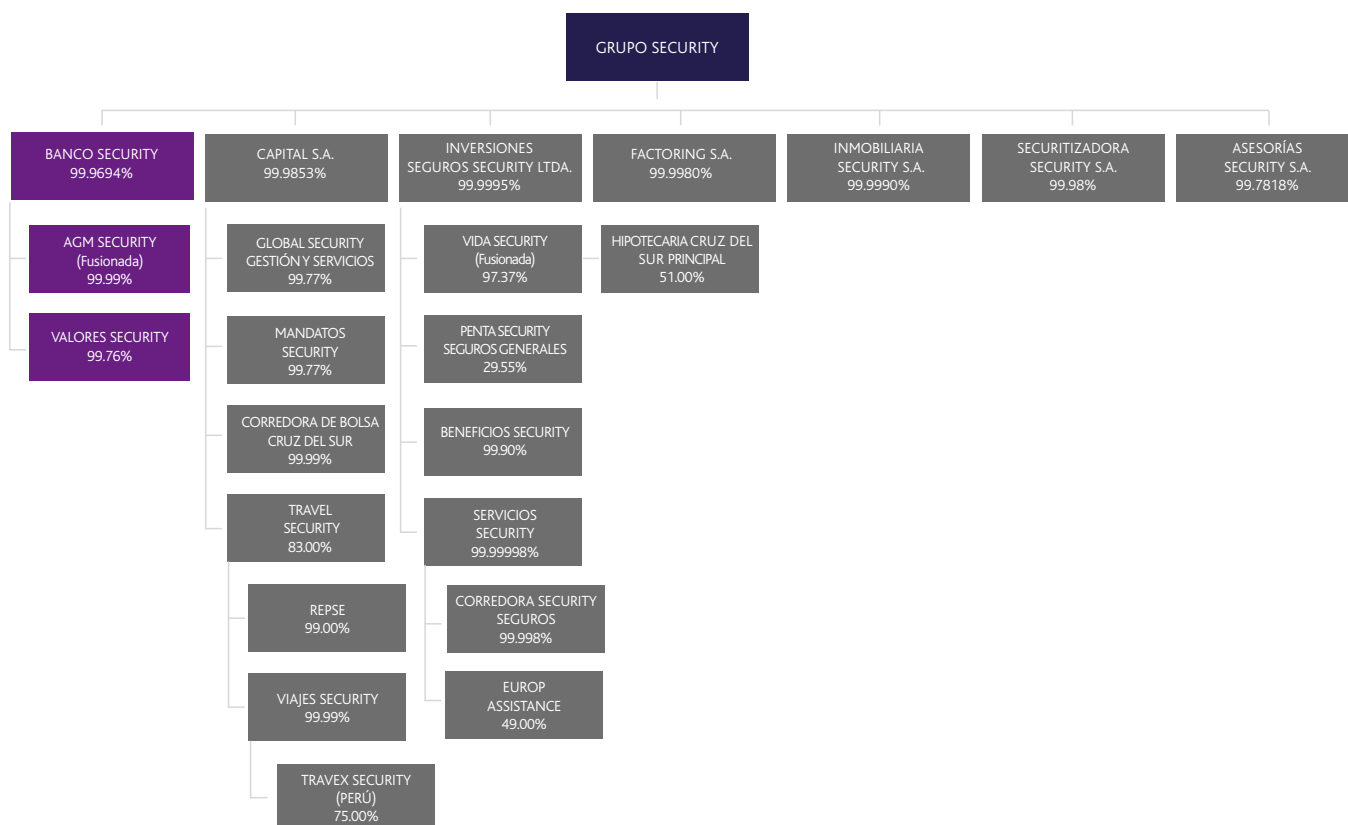 GRUPO SECURITY
BANCO SECURITY
99.9694%
CAPITAL S.A.
99.9853%
INVERSIONES
SEGUROS SECURITY LTDA.
99.9995%
FACTORING S.A.
99.9980%
INMOBILIARIA
SECURITY S.A.
99.9990%
SECURITIZADORA
SECURITY S.A.
99.98%
ASESORÍAS
SECURITY S.A.
99.7818%
AGM SECURITY
(Fusionada)
99.99%
VALORES SECURITY
99.76%
GLOBAL SECURITY
GESTIÓN Y SERVICIOS
99.77%
MANDATOS
SECURITY
99.77%
CORREDORA DE BOLSA
CRUZ DEL SUR
99.99%
TRAVEL
SECURITY
83.00%
REPSE
99.00%
VIAJES SECURITY
99.99%
TRAVEX SECURITY
(PERÚ)
75.00%
VIDA SECURITY
(Fusionada)
97.37%
HIPOTECARIA CRUZ DEL
SUR PRINCIPAL
51.00%
PENTA SECURITY
SEGUROS GENERALES
29.55%
BENEFICIOS SECURITY
99.90%
SERVICIOS
SECURITY
99.99998%
CORREDORA SECURITY
SEGUROS
99.998%
EUROP
ASSISTANCE
49.00%